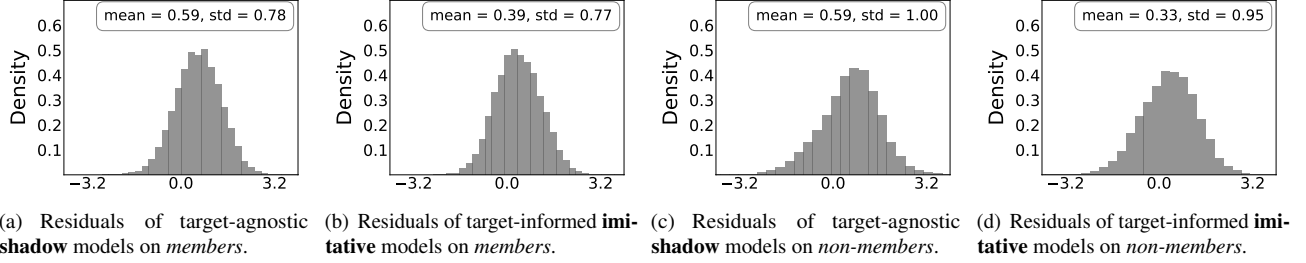 mean = 0.59, std = 0.78
Density
0.6
0.5
0.4
0.3
0.2
0.1
−3.2 0.0 3.2
(a) Residuals of target-agnostic
shadow models on members.
mean = 0.39, std = 0.77
Density
0.6
0.5
0.4
0.3
0.2
0.1
−3.2 0.0 3.2
(b) Residuals of target-informed imi-
tative models on members.
mean = 0.59, std = 1.00
Density
0.6
0.5
0.4
0.3
0.2
0.1
−3.2 0.0 3.2
(c) Residuals of target-agnostic
shadow models on non-members.
mean = 0.33, std = 0.95
Density
0.6
0.5
0.4
0.3
0.2
0.1
−3.2 0.0 3.2
(d) Residuals of target-informed imi-
tative models on non-members.